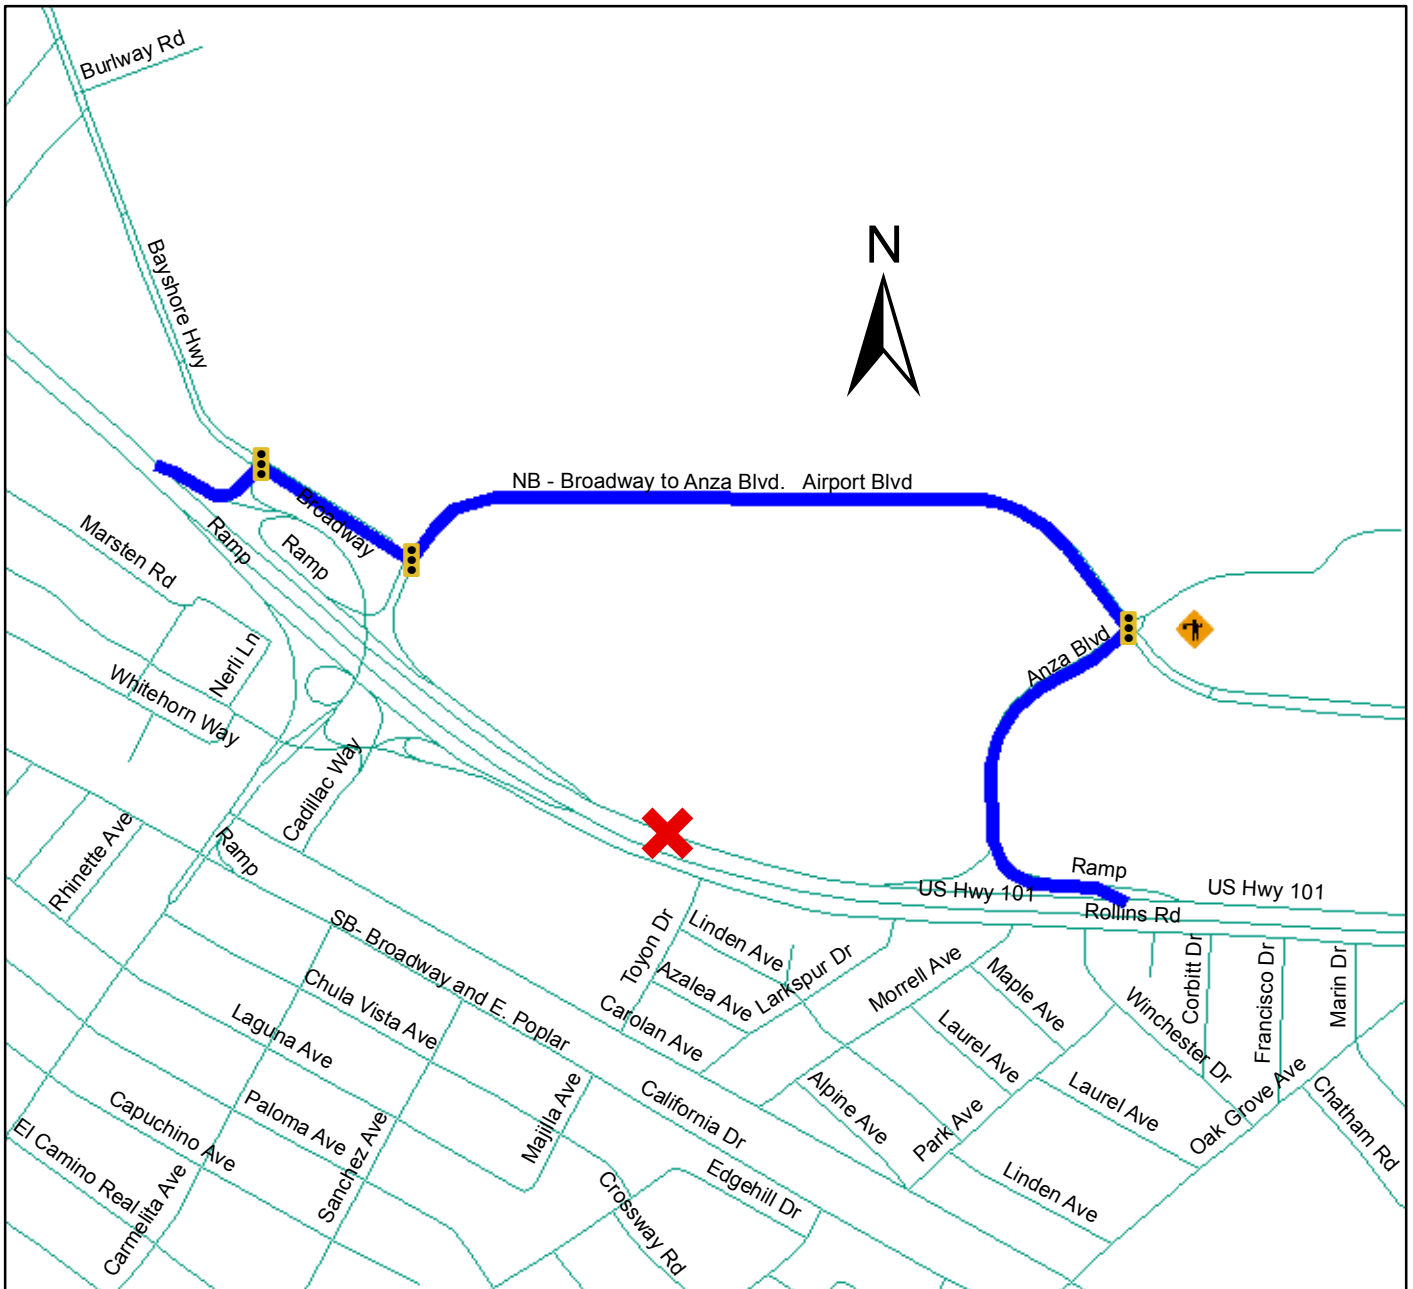 Burlway Rd
Bayshore Hwy
N
NB - Broadway to Anza Blvd. Airport Blvd
Broadway
Ramp
Ramp
Marsten Rd
Nerli Ln
Whitehorn Way
Anza Blvd
Cadillac Way
Rhinette Ave
Ramp
Ramp
US Hwy 101
US Hwy 101
Rollins Rd
SB- Broadway and E. Poplar
Toyon Dr
Linden Ave
Azalea Ave
Larkspur Dr
Carolan Ave
Morrell Ave
Maple Ave
Laurel Ave
Winchester Dr
Corbitt Dr
Francisco Dr
Marin Dr
Chula Vista Ave
Laguna Ave
Paloma Ave
Capuchino Ave
El Camino Real
Carmelita Ave
Sanchez Ave
Majilla Ave
California Dr
Alpine Ave
Park Ave
Laurel Ave
Oak Grove Ave
Chatham Rd
Linden Ave
Edgehill Dr
Crossway Rd